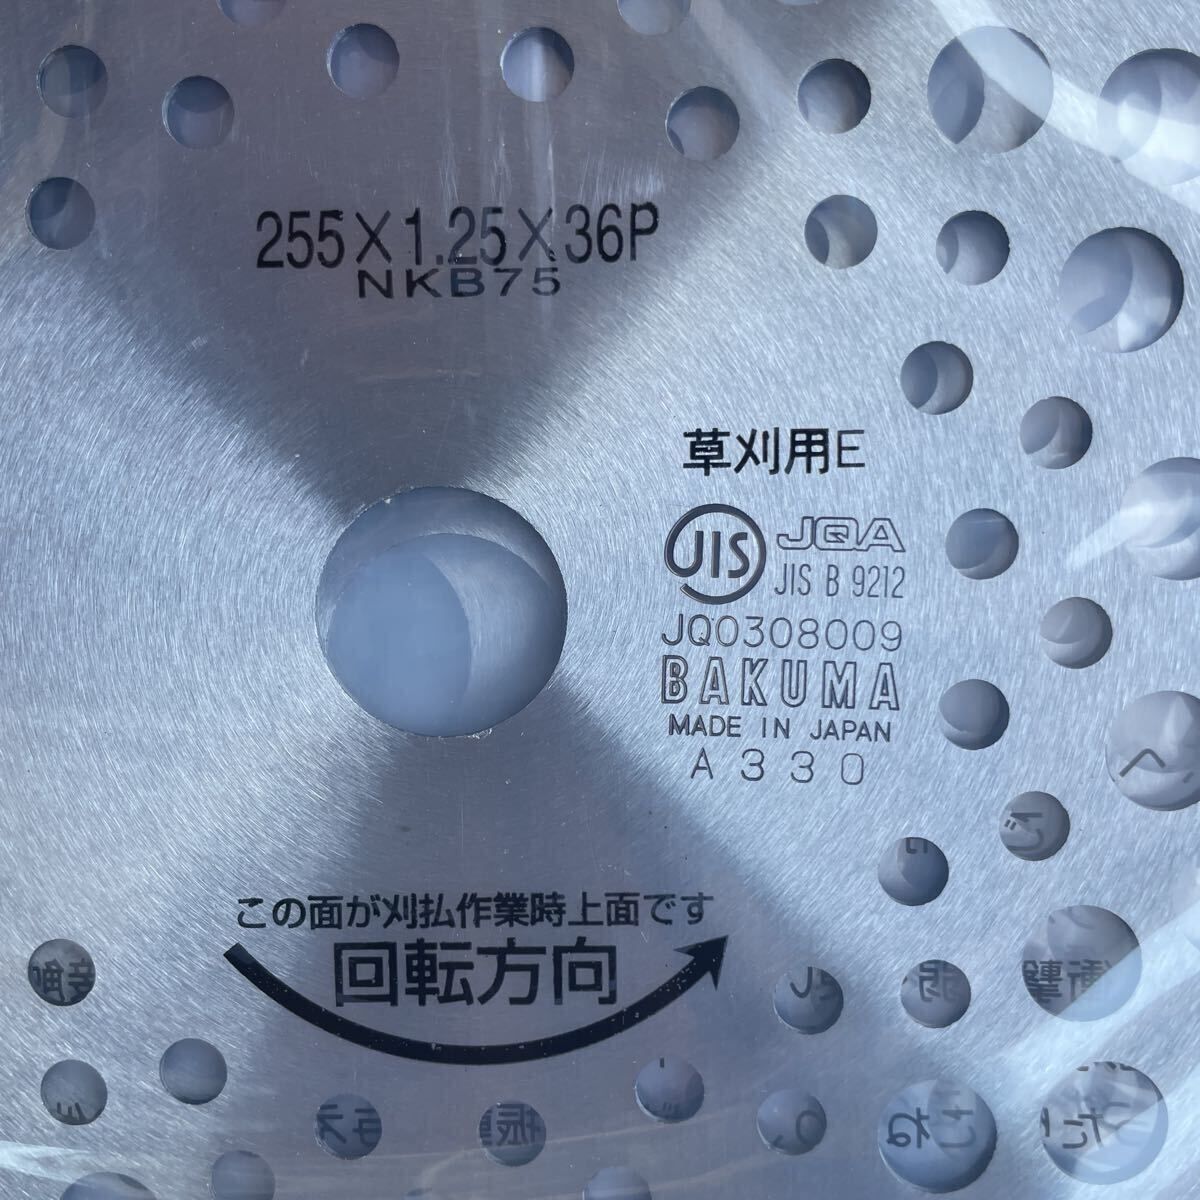 255×1.25×36P
NKB75
草刈用E
JIS JQA
JIS B 9212
JQ0308009
BAKUMA
MADE IN JAPAN
A330
この面が刈払作業時上面です
回転方向